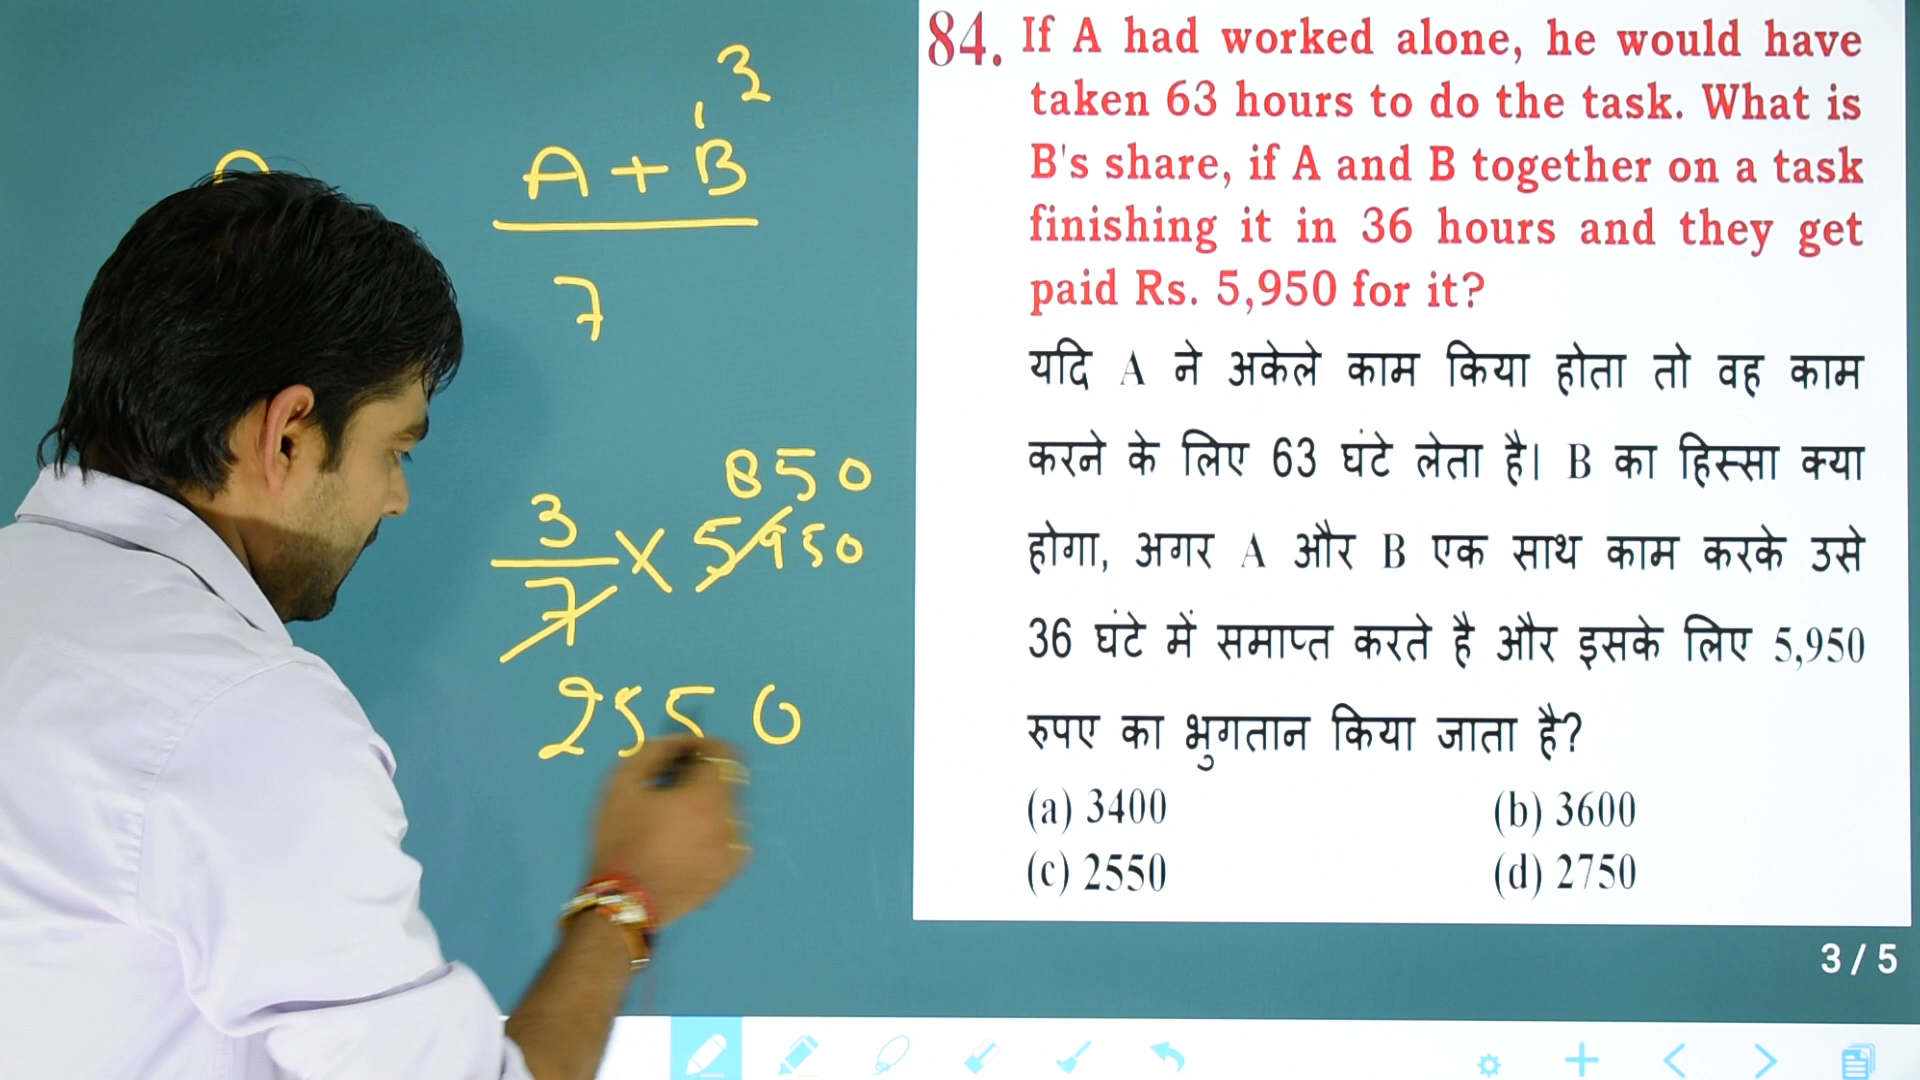 3
A + B
7
850
3/7 × 5950
2550
84. If A had worked alone, he would have
taken 63 hours to do the task. What is
B's share, if A and B together on a task
finishing it in 36 hours and they get
paid Rs. 5,950 for it?
यदि A ने अकेले काम किया होता तो वह काम
करने के लिए 63 घंटे लेता है। B का हिस्सा क्या
होगा, अगर A और B एक साथ काम करके उसे
36 घंटे में समाप्त करते है और इसके लिए 5,950
रुपए का भुगतान किया जाता है?
(a) 3400 (b) 3600
(c) 2550 (d) 2750
3 / 5